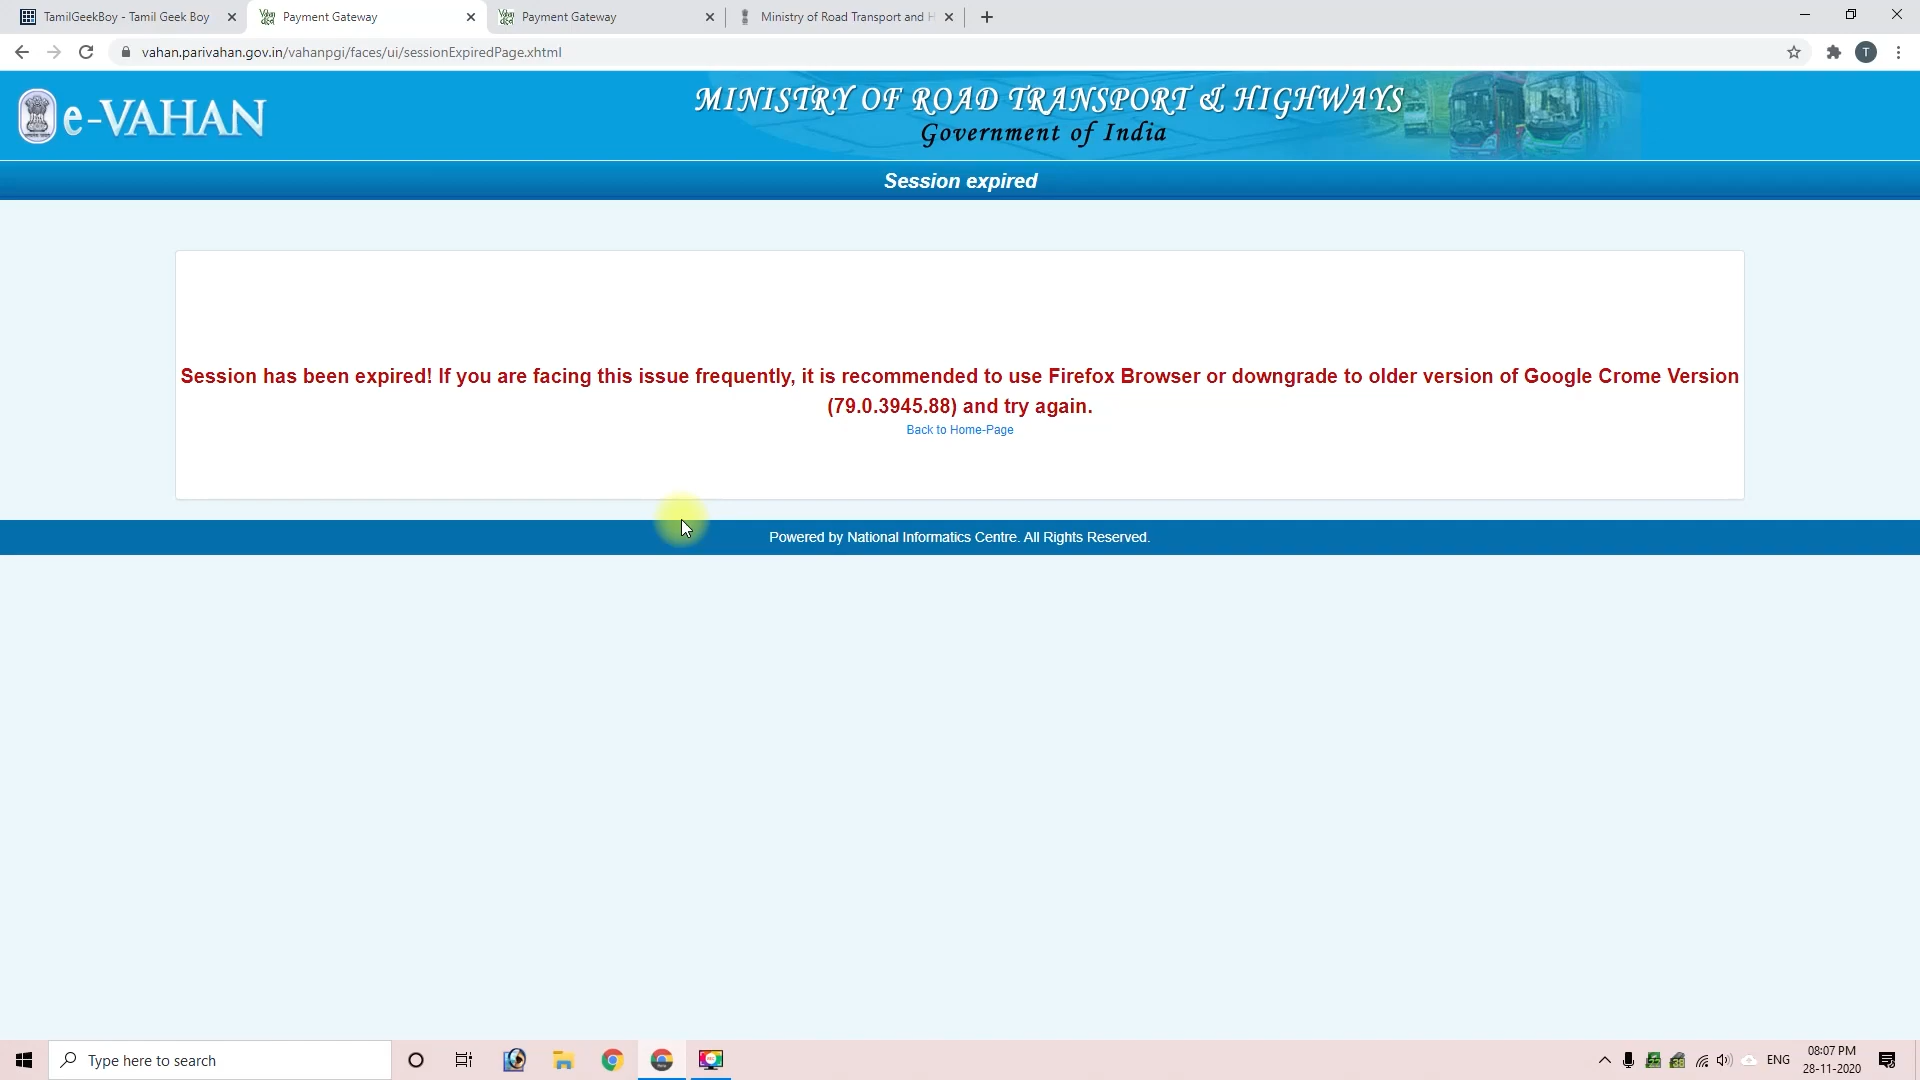 TamilGeekBoy - Tamil Geek Boy
Payment Gateway
Payment Gateway
Ministry of Road Transport and H
vahan.parivahan.gov.in/vahanpgi/faces/ui/sessionExpiredPage.xhtml
T
e-VAHAN
MINISTRY OF ROAD TRANSPORT & HIGHWAYS
Government of India
Session expired
Session has been expired! If you are facing this issue frequently, it is recommended to use Firefox Browser or downgrade to older version of Google Crome Version
(79.0.3945.88) and try again.
Back to Home-Page
Powered by National Informatics Centre. All Rights Reserved.
Type here to search
ENG
08:07 PM
28-11-2020